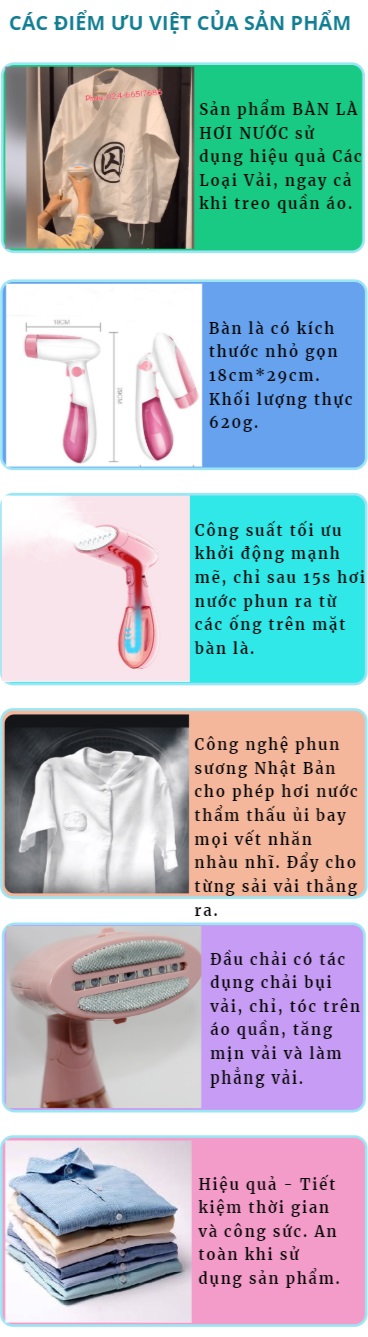 CÁC ĐIỂM ƯU VIỆT CỦA SẢN PHẨM
Sản phẩm BÀN LÀ
HƠI NƯỚC sử
dụng hiệu quả Các
Loại Vải, ngay cả
khi treo quần áo.
Bàn là có kích
thước nhỏ gọn
18cm*29cm.
Khối lượng thực
620g.
18CM
29CM
Công suất tối ưu
khởi động mạnh
mẽ, chỉ sau 15s hơi
nước phun ra từ
các ống trên mặt
bàn là.
Công nghệ phun
sương Nhật Bản
cho phép hơi nước
thẩm thấu ủi bay
mọi vết nhăn
nhàu nhĩ. Đẩy cho
từng sải vải thẳng
ra.
Đầu chải có tác
dụng chải bụi
vải, chỉ, tóc trên
áo quần, tăng
mịn vải và làm
phẳng vải.
Hiệu quả - Tiết
kiệm thời gian
và công sức. An
toàn khi sử
dụng sản phẩm.